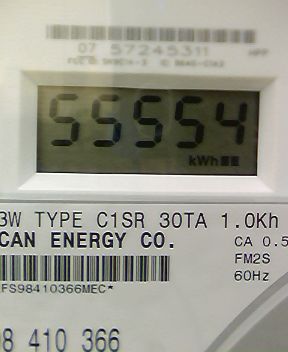 07 57245311
55554
kWh
3W TYPE C1SR 30TA 1.0Kh
CAN ENERGY CO.
CA 0.5
FM2S
60Hz
FS98410366MEC*
98 410 366